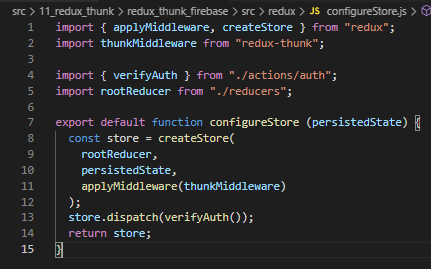 src > 11_redux_thunk > redux_thunk_firebase > src > redux > JS configureStore.js >
1 import { applyMiddleware, createStore } from "redux";
2 import thunkMiddleware from "redux-thunk";
3
4 import { verifyAuth } from "./actions/auth";
5 import rootReducer from "./reducers";
6
7 export default function configureStore (persistedState) {
8 const store = createStore(
9 rootReducer,
10 persistedState,
11 applyMiddleware(thunkMiddleware)
12 );
13 store.dispatch(verifyAuth());
14 return store;
15 }